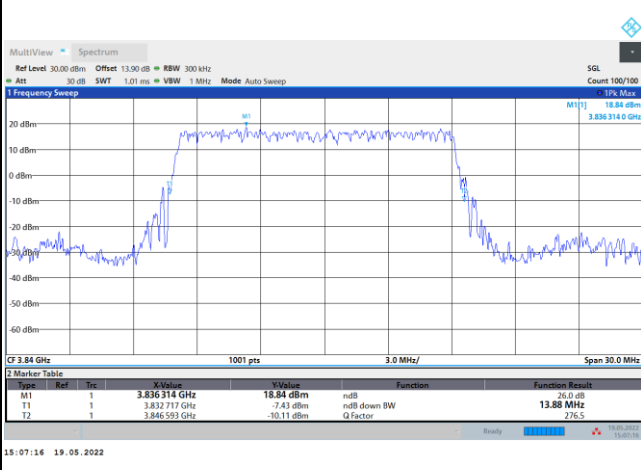 MultiView Spectrum
Ref Level 30.00 dBm Offset 13.90 dB RBW 300 kHz SGL
Att 30 dB SWT 1.01 ms VBW 1 MHz Mode Auto Sweep Count 100/100
1 Frequency Sweep 1Pk Max
M1[1] 18.84 dBm
3.836 314 0 GHz
M1
20 dBm
10 dBm
0 dBm
-10 dBm
-20 dBm
-30 dBm
-40 dBm
-50 dBm
-60 dBm
CF 3.84 GHz 1001 pts 3.0 MHz/ Span 30.0 MHz
2 Marker Table
Type Ref Trc X-Value Y-Value Function Function Result
M1 1 3.836 314 GHz 18.84 dBm ndB 26.0 dB
T1 1 3.832 717 GHz -7.43 dBm ndB down BW 13.88 MHz
T2 1 3.846 593 GHz -10.11 dBm Q Factor 276.5
Ready 19.05.2022
15:07:16
15:07:16 19.05.2022